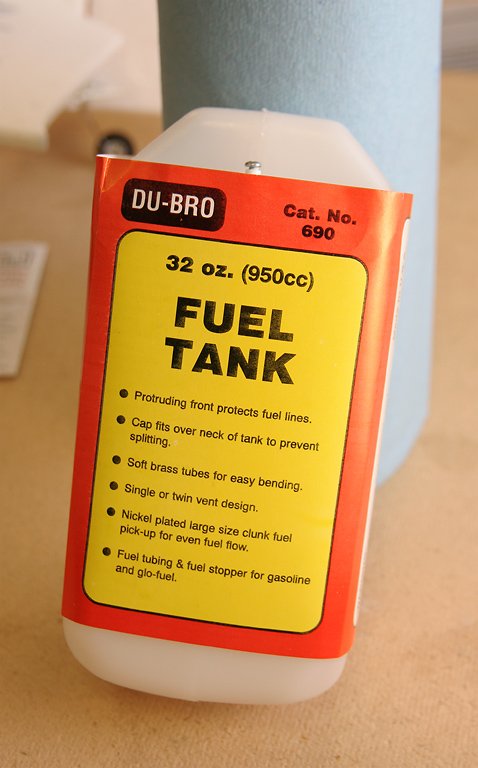 DU-BRO
Cat. No.
690
32 oz. (950cc)
FUEL
TANK
● Protruding front protects fuel lines.
● Cap fits over neck of tank to prevent
splitting.
● Soft brass tubes for easy bending.
● Single or twin vent design.
● Nickel plated large size clunk fuel
pick-up for even fuel flow.
● Fuel tubing & fuel stopper for gasoline
and glo-fuel.